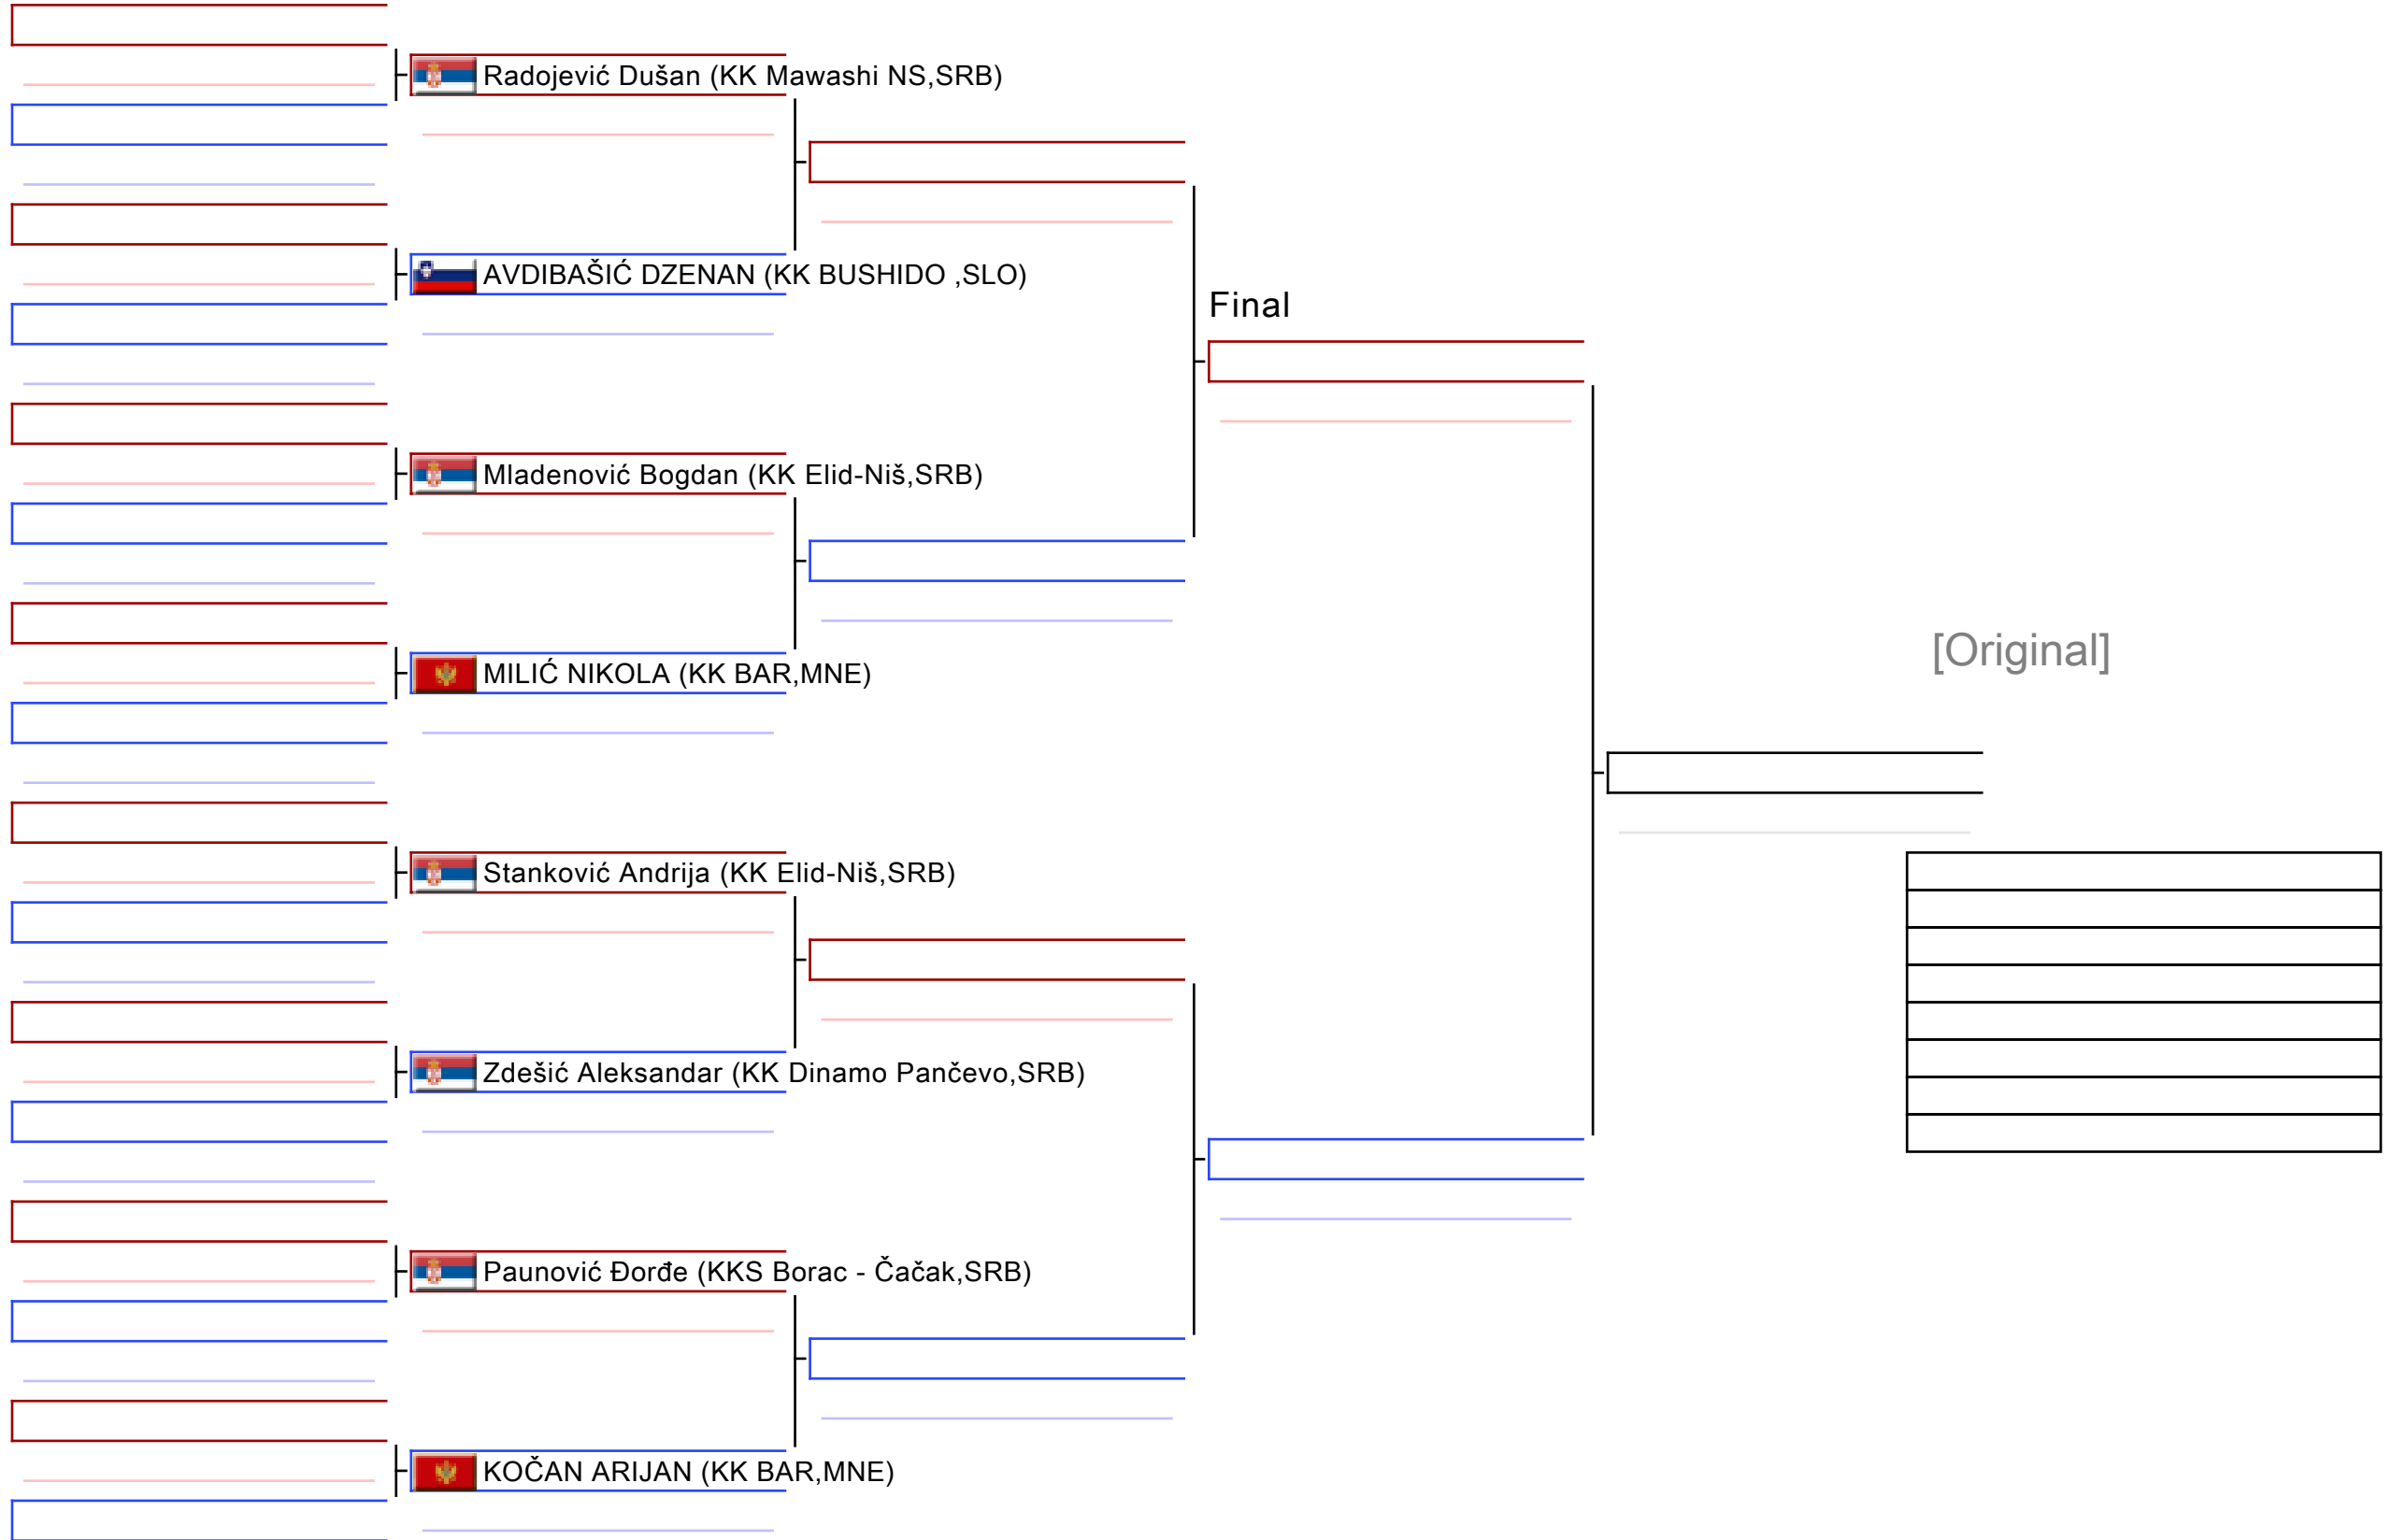 Radojević Dušan (KK Mawashi NS,SRB)
AVDIBAŠIĆ DZENAN (KK BUSHIDO ,SLO)
Final
Mladenović Bogdan (KK Elid-Niš,SRB)
[Original]
MILIĆ NIKOLA (KK BAR,MNE)
Stanković Andrija (KK Elid-Niš,SRB)
Zdešić Aleksandar (KK Dinamo Pančevo,SRB)
Paunović Đorđe (KKS Borac - Čačak,SRB)
KOČAN ARIJAN (KK BAR,MNE)